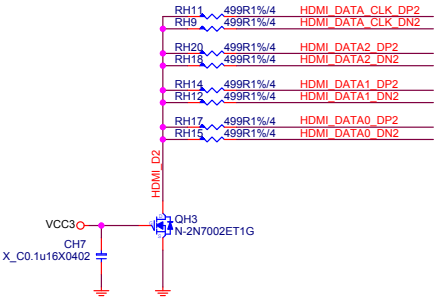 RH11 499R1%/4 HDMI_DATA_CLK_DP2
RH9 499R1%/4 HDMI_DATA_CLK_DN2
RH20 499R1%/4 HDMI_DATA2_DP2
RH18 499R1%/4 HDMI_DATA2_DN2
RH14 499R1%/4 HDMI_DATA1_DP2
RH12 499R1%/4 HDMI_DATA1_DN2
RH17 499R1%/4 HDMI_DATA0_DP2
RH15 499R1%/4 HDMI_DATA0_DN2
HDMI_D2
VCC3
QH3
N-2N7002ET1G
CH7
X_C0.1u16X0402